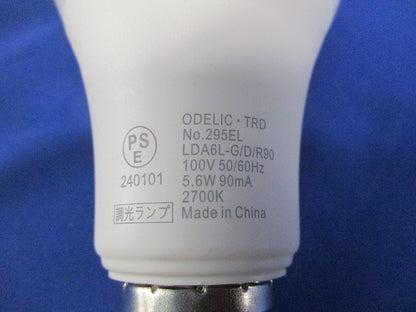 PS
E
240101
調光ランプ
ODELIC・TRD
No.295EL
LDA6L-G/D/R90
100V 50/60Hz
5.6W 90mA
2700K
Made in China